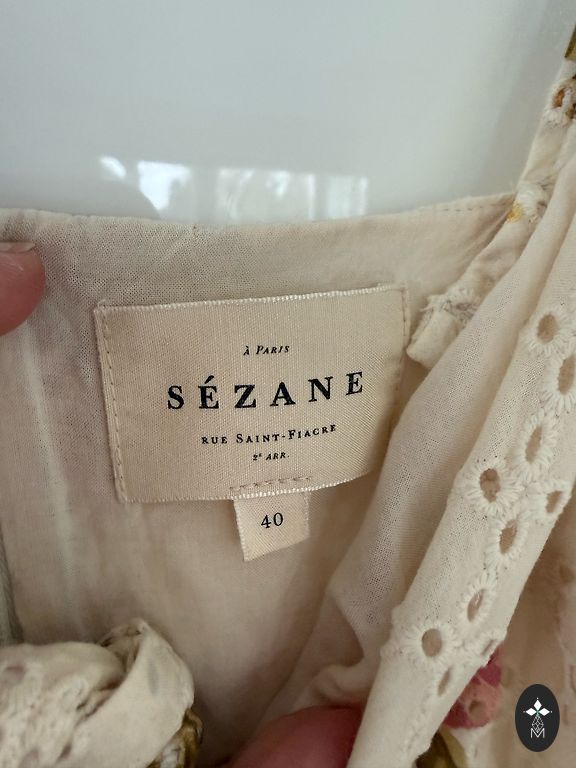 À PARIS
SÉZANE
RUE SAINT-FIACRE
2E ARR.
40
M